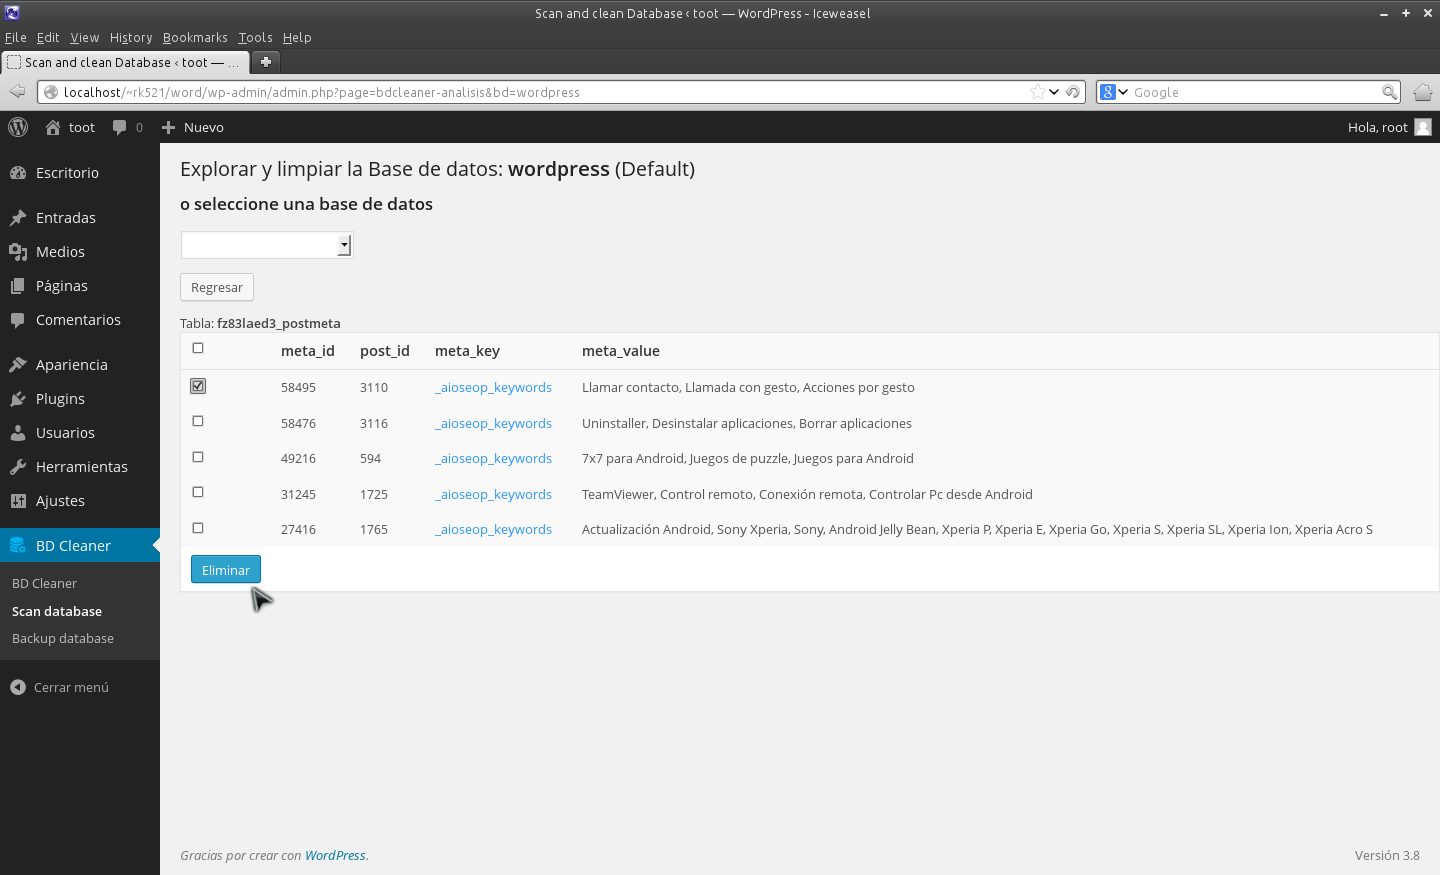 Scan and clean Database ‹ toot — WordPress - Iceweasel
File Edit View History Bookmarks Tools Help
Scan and clean Database ‹ toot — ...
localhost/~rk521/word/wp-admin/admin.php?page=bdcleaner-analisis&bd=wordpress
Google
toot 0 Nuevo Hola, root
Escritorio
Entradas
Medios
Páginas
Comentarios
Apariencia
Plugins
Usuarios
Herramientas
Ajustes
BD Cleaner
BD Cleaner
Scan database
Backup database
Cerrar menú
Explorar y limpiar la Base de datos: wordpress (Default)
o seleccione una base de datos
Regresar
Tabla: fz83laed3_postmeta
meta_id post_id meta_key meta_value
58495 3110 _aioseop_keywords Llamar contacto, Llamada con gesto, Acciones por gesto
58476 3116 _aioseop_keywords Uninstaller, Desinstalar aplicaciones, Borrar aplicaciones
49216 594 _aioseop_keywords 7x7 para Android, Juegos de puzzle, Juegos para Android
31245 1725 _aioseop_keywords TeamViewer, Control remoto, Conexión remota, Controlar Pc desde Android
27416 1765 _aioseop_keywords Actualización Android, Sony Xperia, Sony, Android Jelly Bean, Xperia P, Xperia E, Xperia Go, Xperia S, Xperia SL, Xperia Ion, Xperia Acro S
Eliminar
Gracias por crear con WordPress.
Versión 3.8